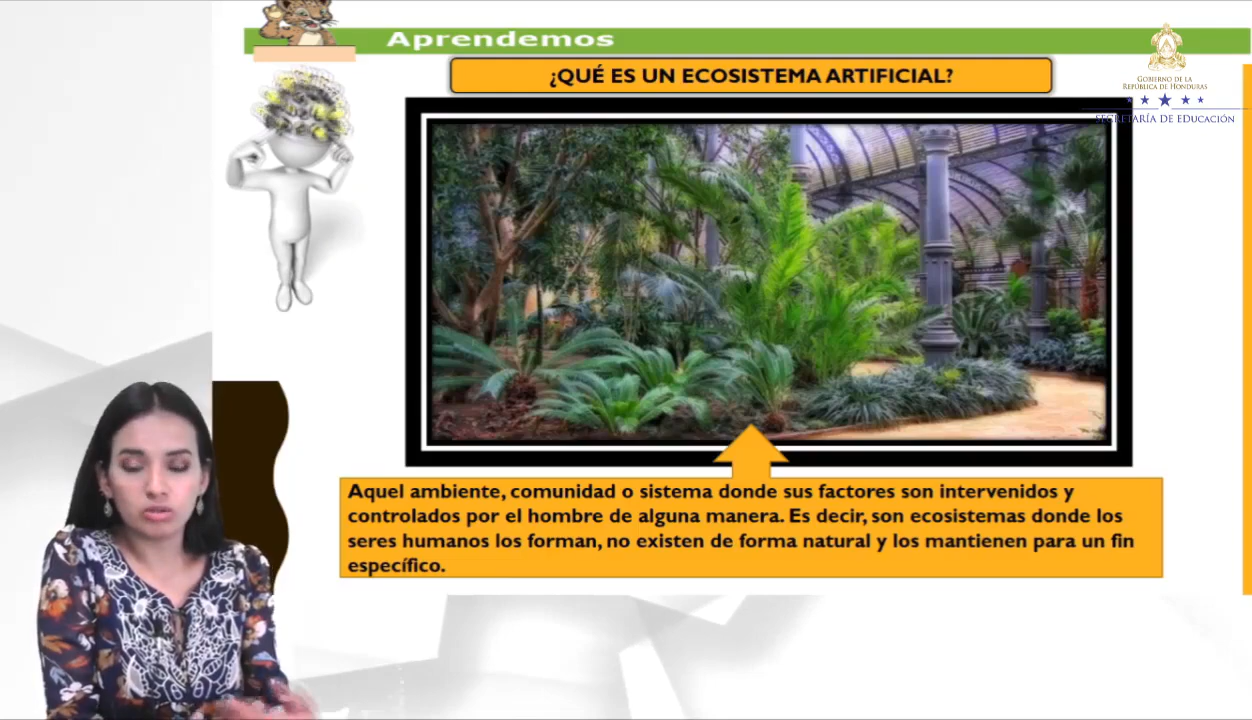 Aprendemos
¿QUÉ ES UN ECOSISTEMA ARTIFICIAL?
GOBIERNO DE LA
REPÚBLICA DE HONDURAS
SECRETARÍA DE EDUCACIÓN
Aquel ambiente, comunidad o sistema donde sus factores son intervenidos y
controlados por el hombre de alguna manera. Es decir, son ecosistemas donde los
seres humanos los forman, no existen de forma natural y los mantienen para un fin
específico.